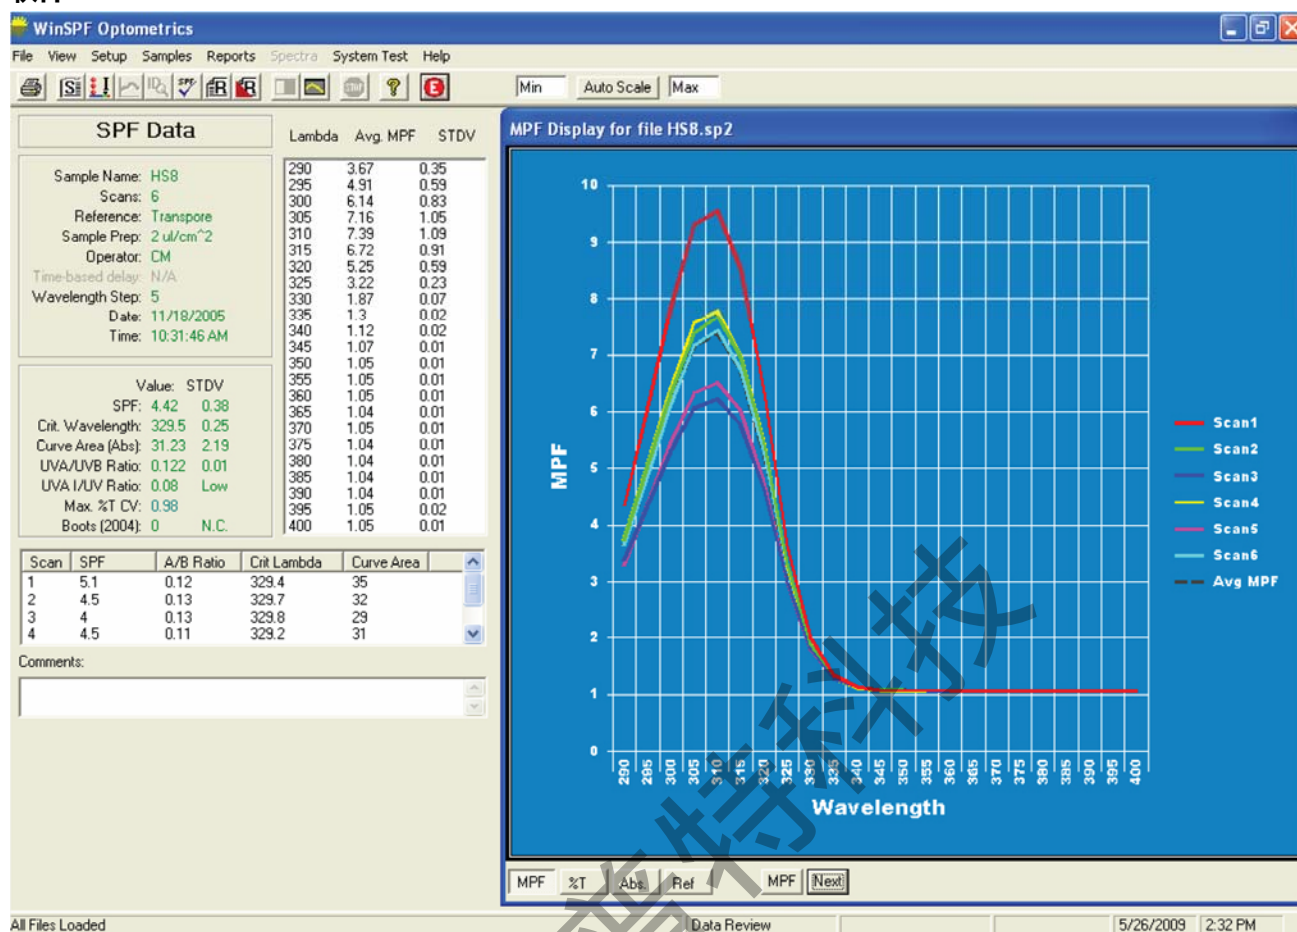 WinSPF Optometrics
File View Setup Samples Reports Spectra System Test Help
Min Auto Scale Max
SPF Data
Sample Name: HS8
Scans: 6
Reference: Transpore
Sample Prep: 2 ul/cm^2
Operator: CM
Time-based delay: N/A
Wavelength Step: 5
Date: 11/18/2005
Time: 10:31:46 AM
Value: STDV
SPF: 4.42 0.38
Crit. Wavelength: 329.5 0.25
Curve Area (Abs): 31.23 2.19
UVA/UVB Ratio: 0.122 0.01
UVA I/UV Ratio: 0.08 Low
Max. %T CV: 0.98
Boots (2004): 0 N.C.
Lambda Avg. MPF STDV
290 3.67 0.35
295 4.91 0.59
300 6.14 0.83
305 7.16 1.05
310 7.39 1.09
315 6.72 0.91
320 5.25 0.59
325 3.22 0.23
330 1.87 0.07
335 1.3 0.02
340 1.12 0.02
345 1.07 0.01
350 1.05 0.01
355 1.05 0.01
360 1.05 0.01
365 1.04 0.01
370 1.05 0.01
375 1.04 0.01
380 1.04 0.01
385 1.04 0.01
390 1.04 0.01
395 1.05 0.02
400 1.05 0.01
Scan SPF A/B Ratio Crit Lambda Curve Area
1 5.1 0.12 329.4 35
2 4.5 0.13 329.7 32
3 4 0.13 329.8 29
4 4.5 0.11 329.2 31
Comments:
MPF Display for file HS8.sp2
10
9
8
7
6
5
4
3
2
1
0
MPF
290 295 300 305 310 315 320 325 330 335 340 345 350 355 360 365 370 375 380 385 390 395 400
Wavelength
Scan1
Scan2
Scan3
Scan4
Scan5
Scan6
Avg MPF
MPF %T Abs. Ref MPF Next
All Files Loaded Data Review 5/26/2009 2:32 PM
普特科技